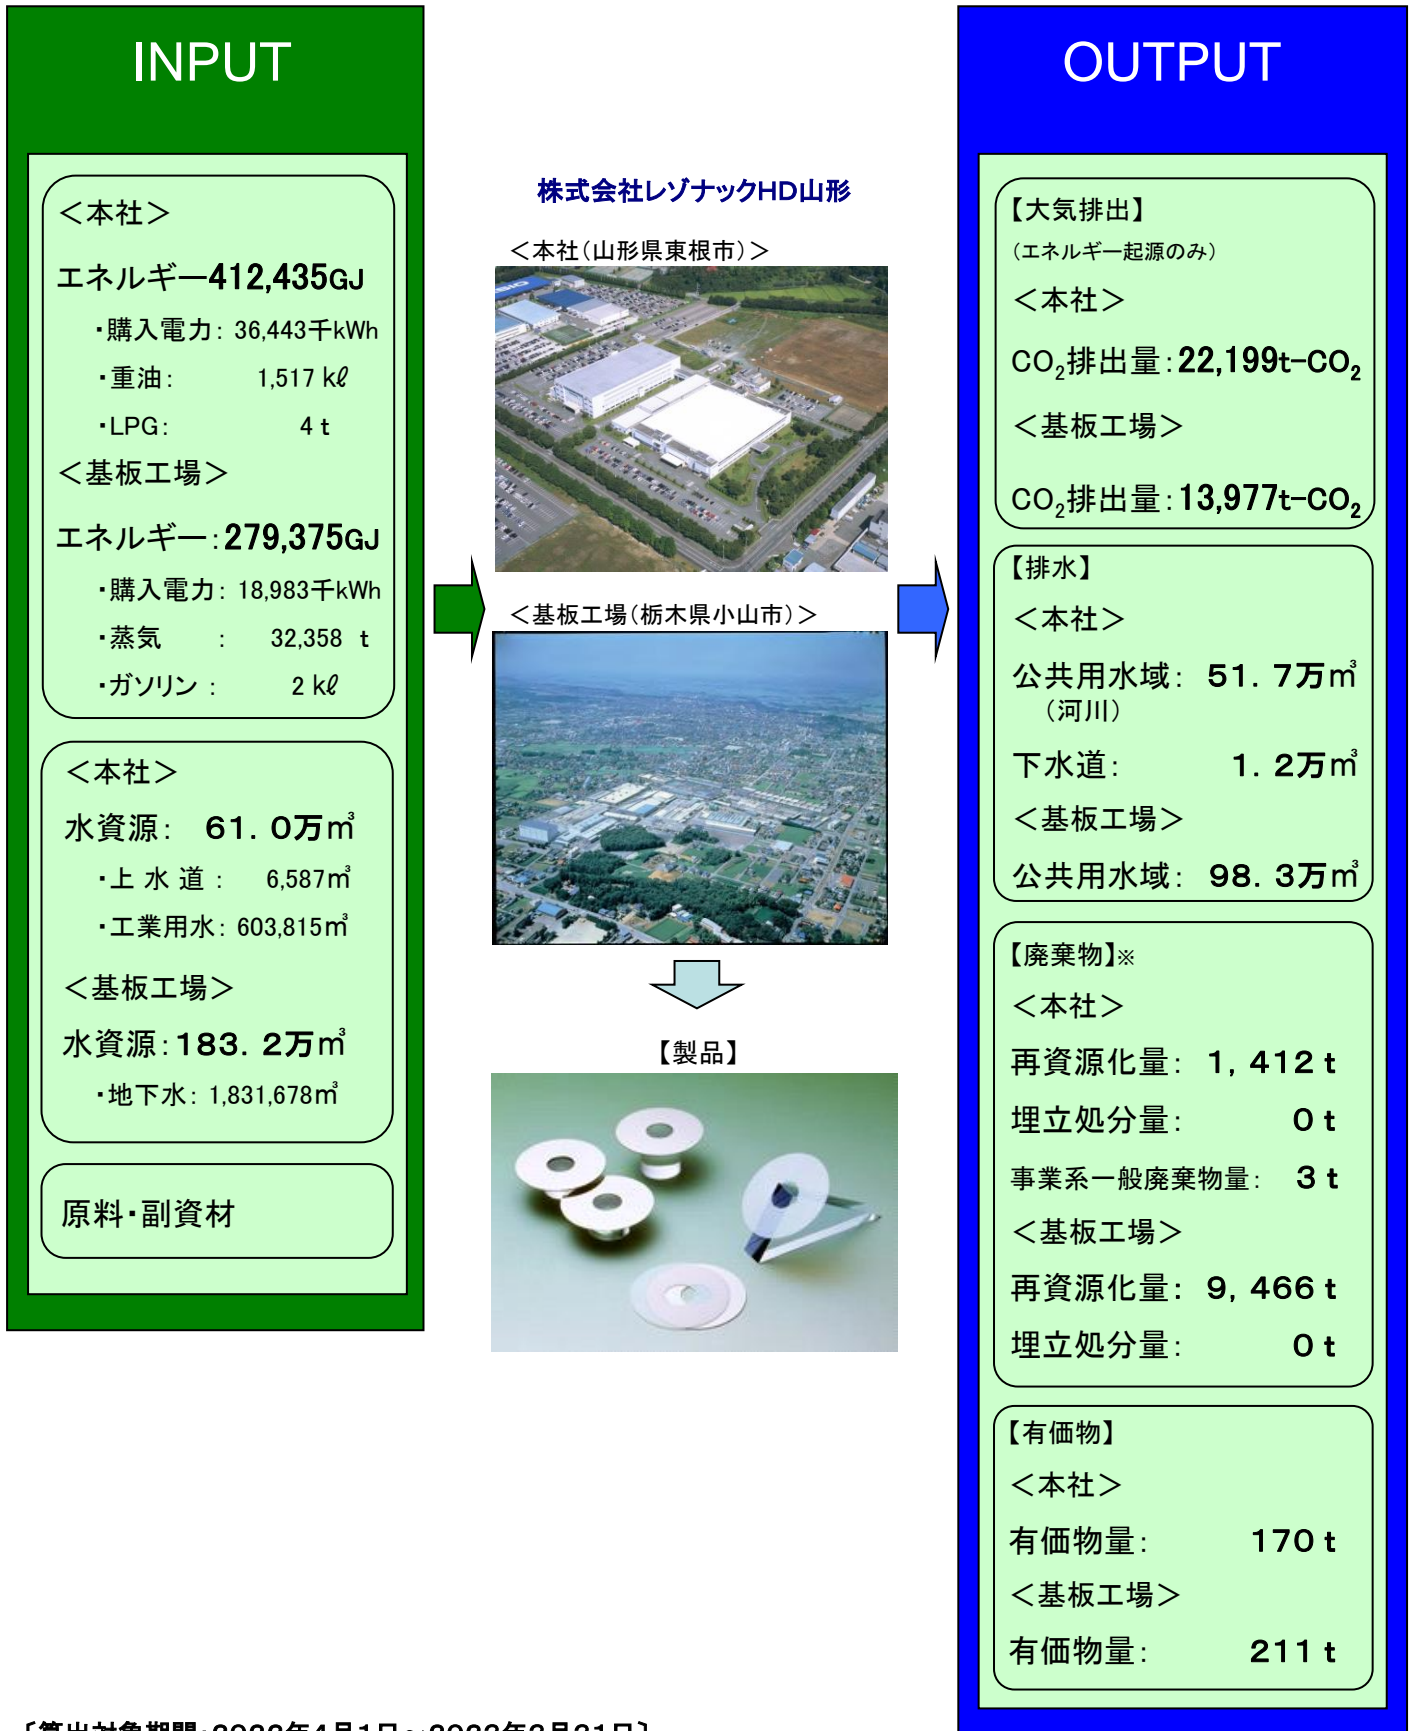 INPUT
＜本社＞
エネルギー412,435GJ
・購入電力：36,443千kWh
・重油：1,517 kℓ
・LPG：4 t
＜基板工場＞
エネルギー：279,375GJ
・購入電力：18,983千kWh
・蒸気：32,358 t
・ガソリン：2 kℓ
＜本社＞
水資源：61．0万㎥
・上水道：6,587㎥
・工業用水：603,815㎥
＜基板工場＞
水資源：183．2万㎥
・地下水：1,831,678㎥
原料・副資材
株式会社レゾナックHD山形
＜本社（山形県東根市）＞
＜基板工場（栃木県小山市）＞
【製品】
OUTPUT
【大気排出】
（エネルギー起源のみ）
＜本社＞
CO₂排出量：22,199t-CO₂
＜基板工場＞
CO₂排出量：13,977t-CO₂
【排水】
＜本社＞
公共用水域：51．7万㎥
（河川）
下水道：1．2万㎥
＜基板工場＞
公共用水域：98．3万㎥
【廃棄物】※
＜本社＞
再資源化量：1，412 t
埋立処分量：0 t
事業系一般廃棄物量：3 t
＜基板工場＞
再資源化量：9，466 t
埋立処分量：0 t
【有価物】
＜本社＞
有価物量：170 t
＜基板工場＞
有価物量：211 t